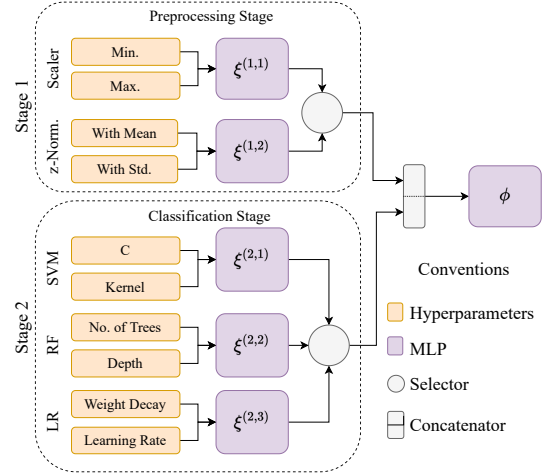 Preprocessing Stage
Stage 1
Scaler
Min.
Max.
ξ(1,1)
z-Norm.
With Mean
With Std.
ξ(1,2)
Classification Stage
Stage 2
SVM
C
Kernel
ξ(2,1)
RF
No. of Trees
Depth
ξ(2,2)
LR
Weight Decay
Learning Rate
ξ(2,3)
ϕ
Conventions
Hyperparameters
MLP
Selector
Concatenator